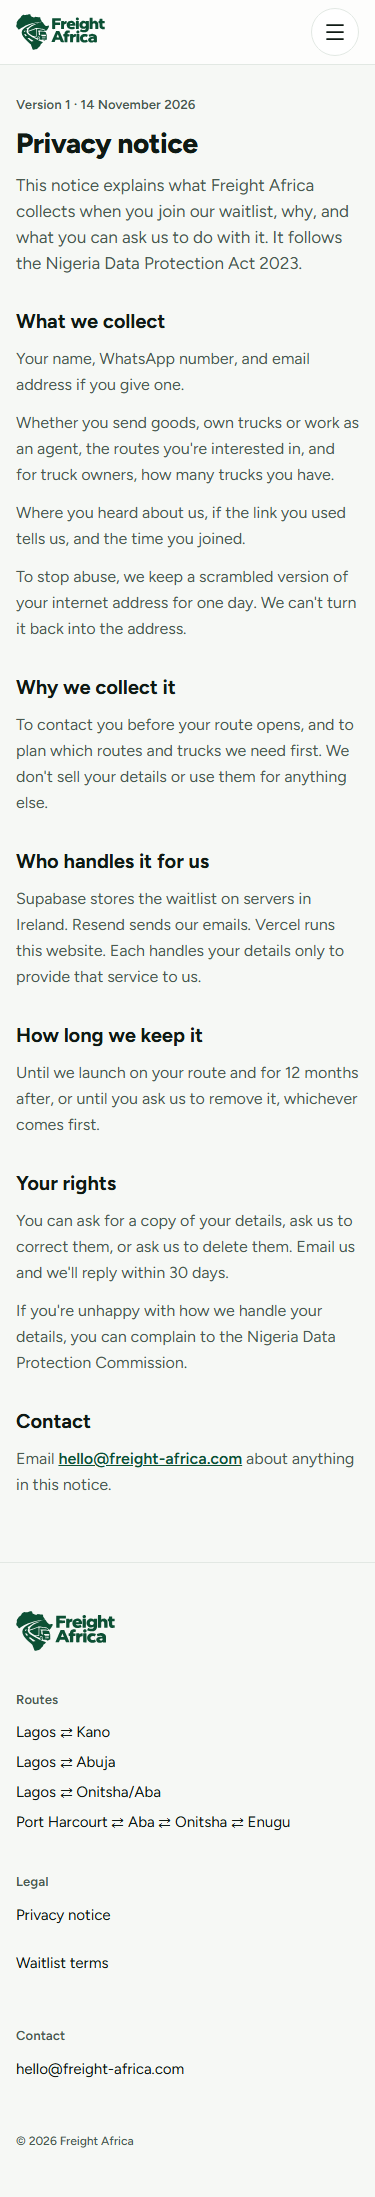 Freight
Africa
Version 1 · 14 November 2026
Privacy notice
This notice explains what Freight Africa
collects when you join our waitlist, why, and
what you can ask us to do with it. It follows
the Nigeria Data Protection Act 2023.
What we collect
Your name, WhatsApp number, and email
address if you give one.
Whether you send goods, own trucks or work as
an agent, the routes you're interested in, and
for truck owners, how many trucks you have.
Where you heard about us, if the link you used
tells us, and the time you joined.
To stop abuse, we keep a scrambled version of
your internet address for one day. We can't turn
it back into the address.
Why we collect it
To contact you before your route opens, and to
plan which routes and trucks we need first. We
don't sell your details or use them for anything
else.
Who handles it for us
Supabase stores the waitlist on servers in
Ireland. Resend sends our emails. Vercel runs
this website. Each handles your details only to
provide that service to us.
How long we keep it
Until we launch on your route and for 12 months
after, or until you ask us to remove it, whichever
comes first.
Your rights
You can ask for a copy of your details, ask us to
correct them, or ask us to delete them. Email us
and we'll reply within 30 days.
If you're unhappy with how we handle your
details, you can complain to the Nigeria Data
Protection Commission.
Contact
Email hello@freight-africa.com about anything
in this notice.
Freight
Africa
Routes
Lagos ⇄ Kano
Lagos ⇄ Abuja
Lagos ⇄ Onitsha/Aba
Port Harcourt ⇄ Aba ⇄ Onitsha ⇄ Enugu
Legal
Privacy notice
Waitlist terms
Contact
hello@freight-africa.com
© 2026 Freight Africa